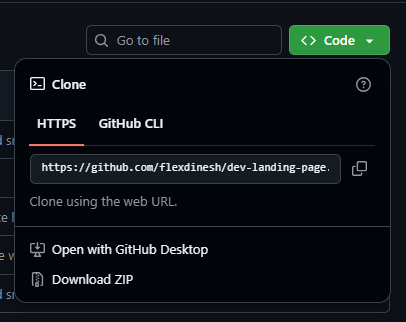 Go to file
<> Code
Clone
HTTPS GitHub CLI
https://github.com/flexdinesh/dev-landing-page.
Clone using the web URL.
Open with GitHub Desktop
Download ZIP